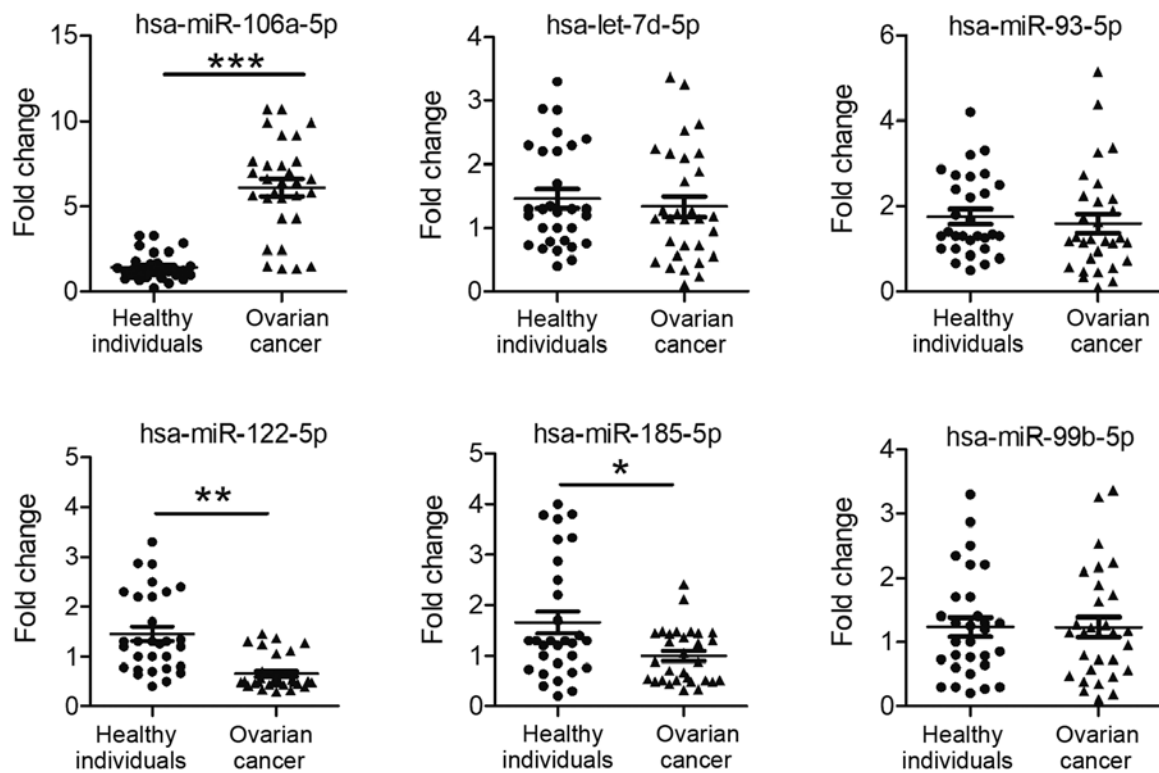 hsa-miR-106a-5p
Fold change
15
10
5
0
***
Healthy individuals
Ovarian cancer
hsa-let-7d-5p
Fold change
4
3
2
1
0
Healthy individuals
Ovarian cancer
hsa-miR-93-5p
Fold change
6
4
2
0
Healthy individuals
Ovarian cancer
hsa-miR-122-5p
Fold change
5
4
3
2
1
0
**
Healthy individuals
Ovarian cancer
hsa-miR-185-5p
Fold change
5
4
3
2
1
0
*
Healthy individuals
Ovarian cancer
hsa-miR-99b-5p
Fold change
4
3
2
1
0
Healthy individuals
Ovarian cancer